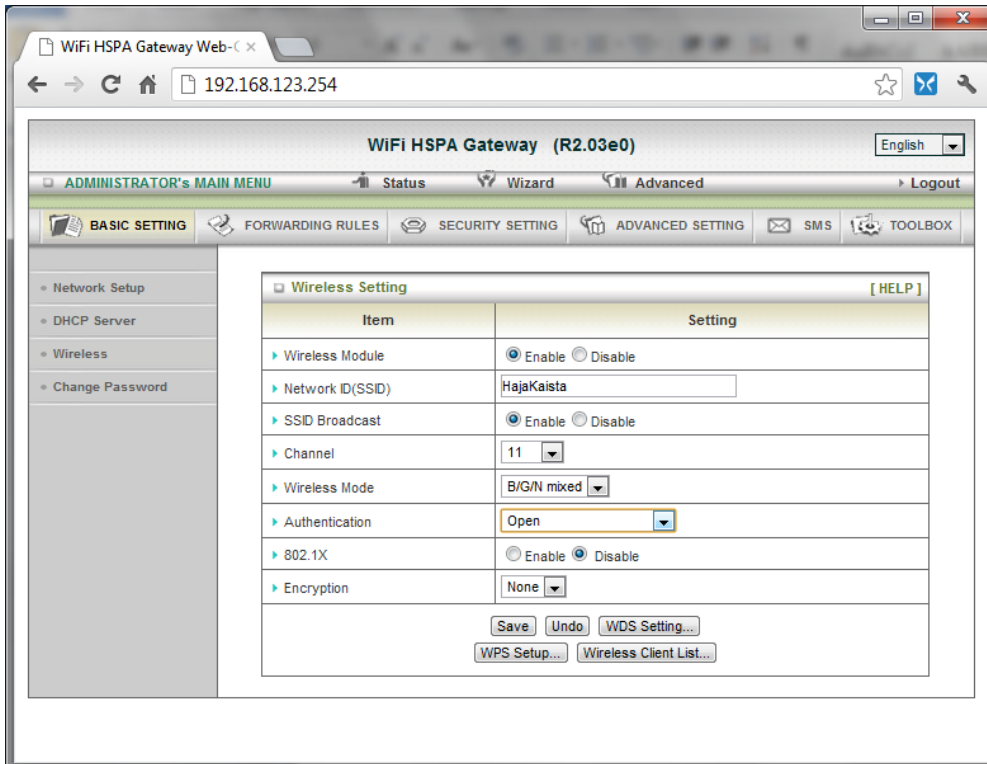 WiFi HSPA Gateway Web-C
192.168.123.254
WiFi HSPA Gateway (R2.03e0)
English
ADMINISTRATOR's MAIN MENU Status Wizard Advanced Logout
BASIC SETTING FORWARDING RULES SECURITY SETTING ADVANCED SETTING SMS TOOLBOX
Network Setup
DHCP Server
Wireless
Change Password
Wireless Setting [ HELP ]
Item Setting
Wireless Module Enable Disable
Network ID(SSID) HajaKaista
SSID Broadcast Enable Disable
Channel 11
Wireless Mode B/G/N mixed
Authentication Open
802.1X Enable Disable
Encryption None
Save Undo WDS Setting...
WPS Setup... Wireless Client List...